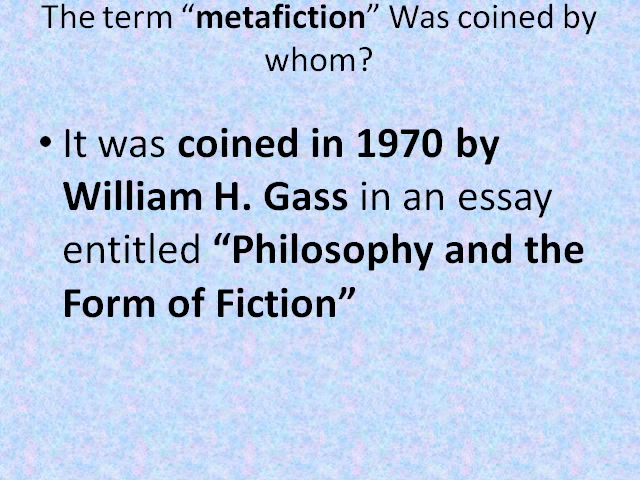 The term “metafiction” Was coined by
whom?
• It was coined in 1970 by
William H. Gass in an essay
entitled “Philosophy and the
Form of Fiction”